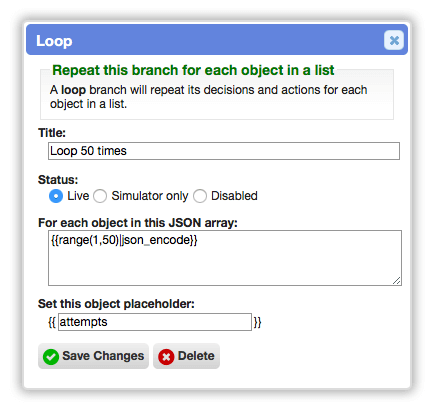 Loop
Repeat this branch for each object in a list
A loop branch will repeat its decisions and actions for each
object in a list.
Title:
Loop 50 times
Status:
Live Simulator only Disabled
For each object in this JSON array:
{{range(1,50)|json_encode}}
Set this object placeholder:
{{ attempts }}
Save Changes Delete